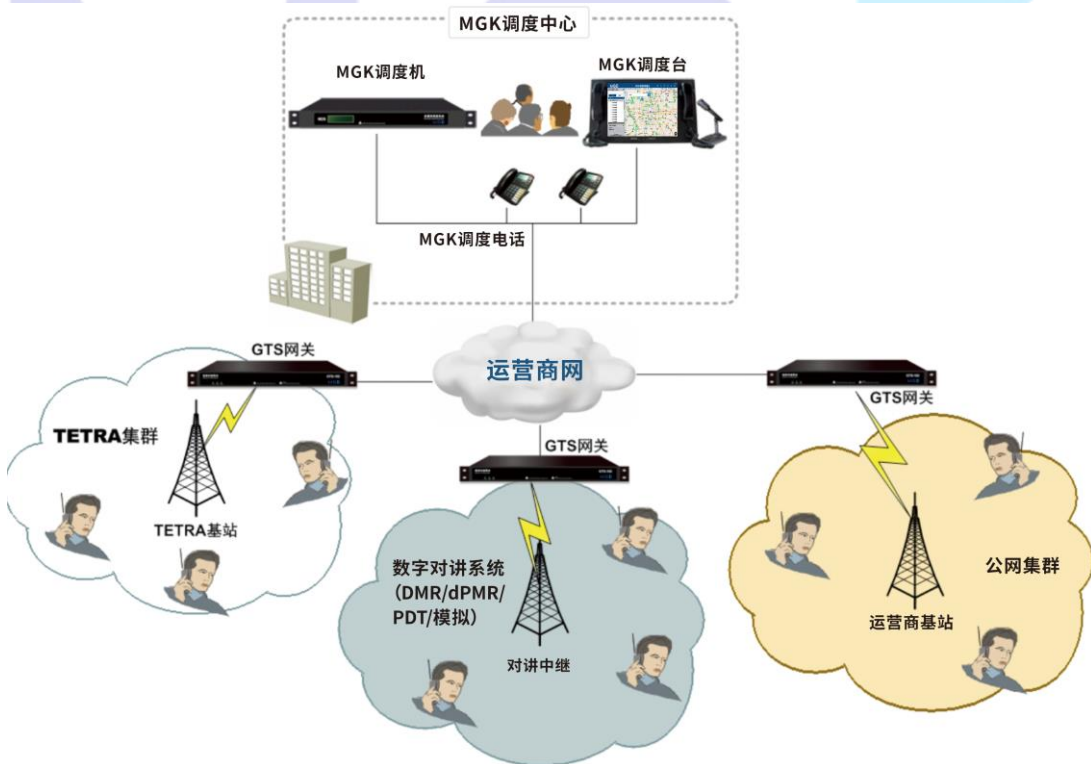 MGK调度中心
MGK调度机
MGK调度台
MGK调度电话
运营商网
GTS网关
GTS网关
GTS网关
TETRA集群
TETRA基站
数字对讲系统
（DMR/dPMR/
PDT/模拟）
对讲中继
公网集群
运营商基站